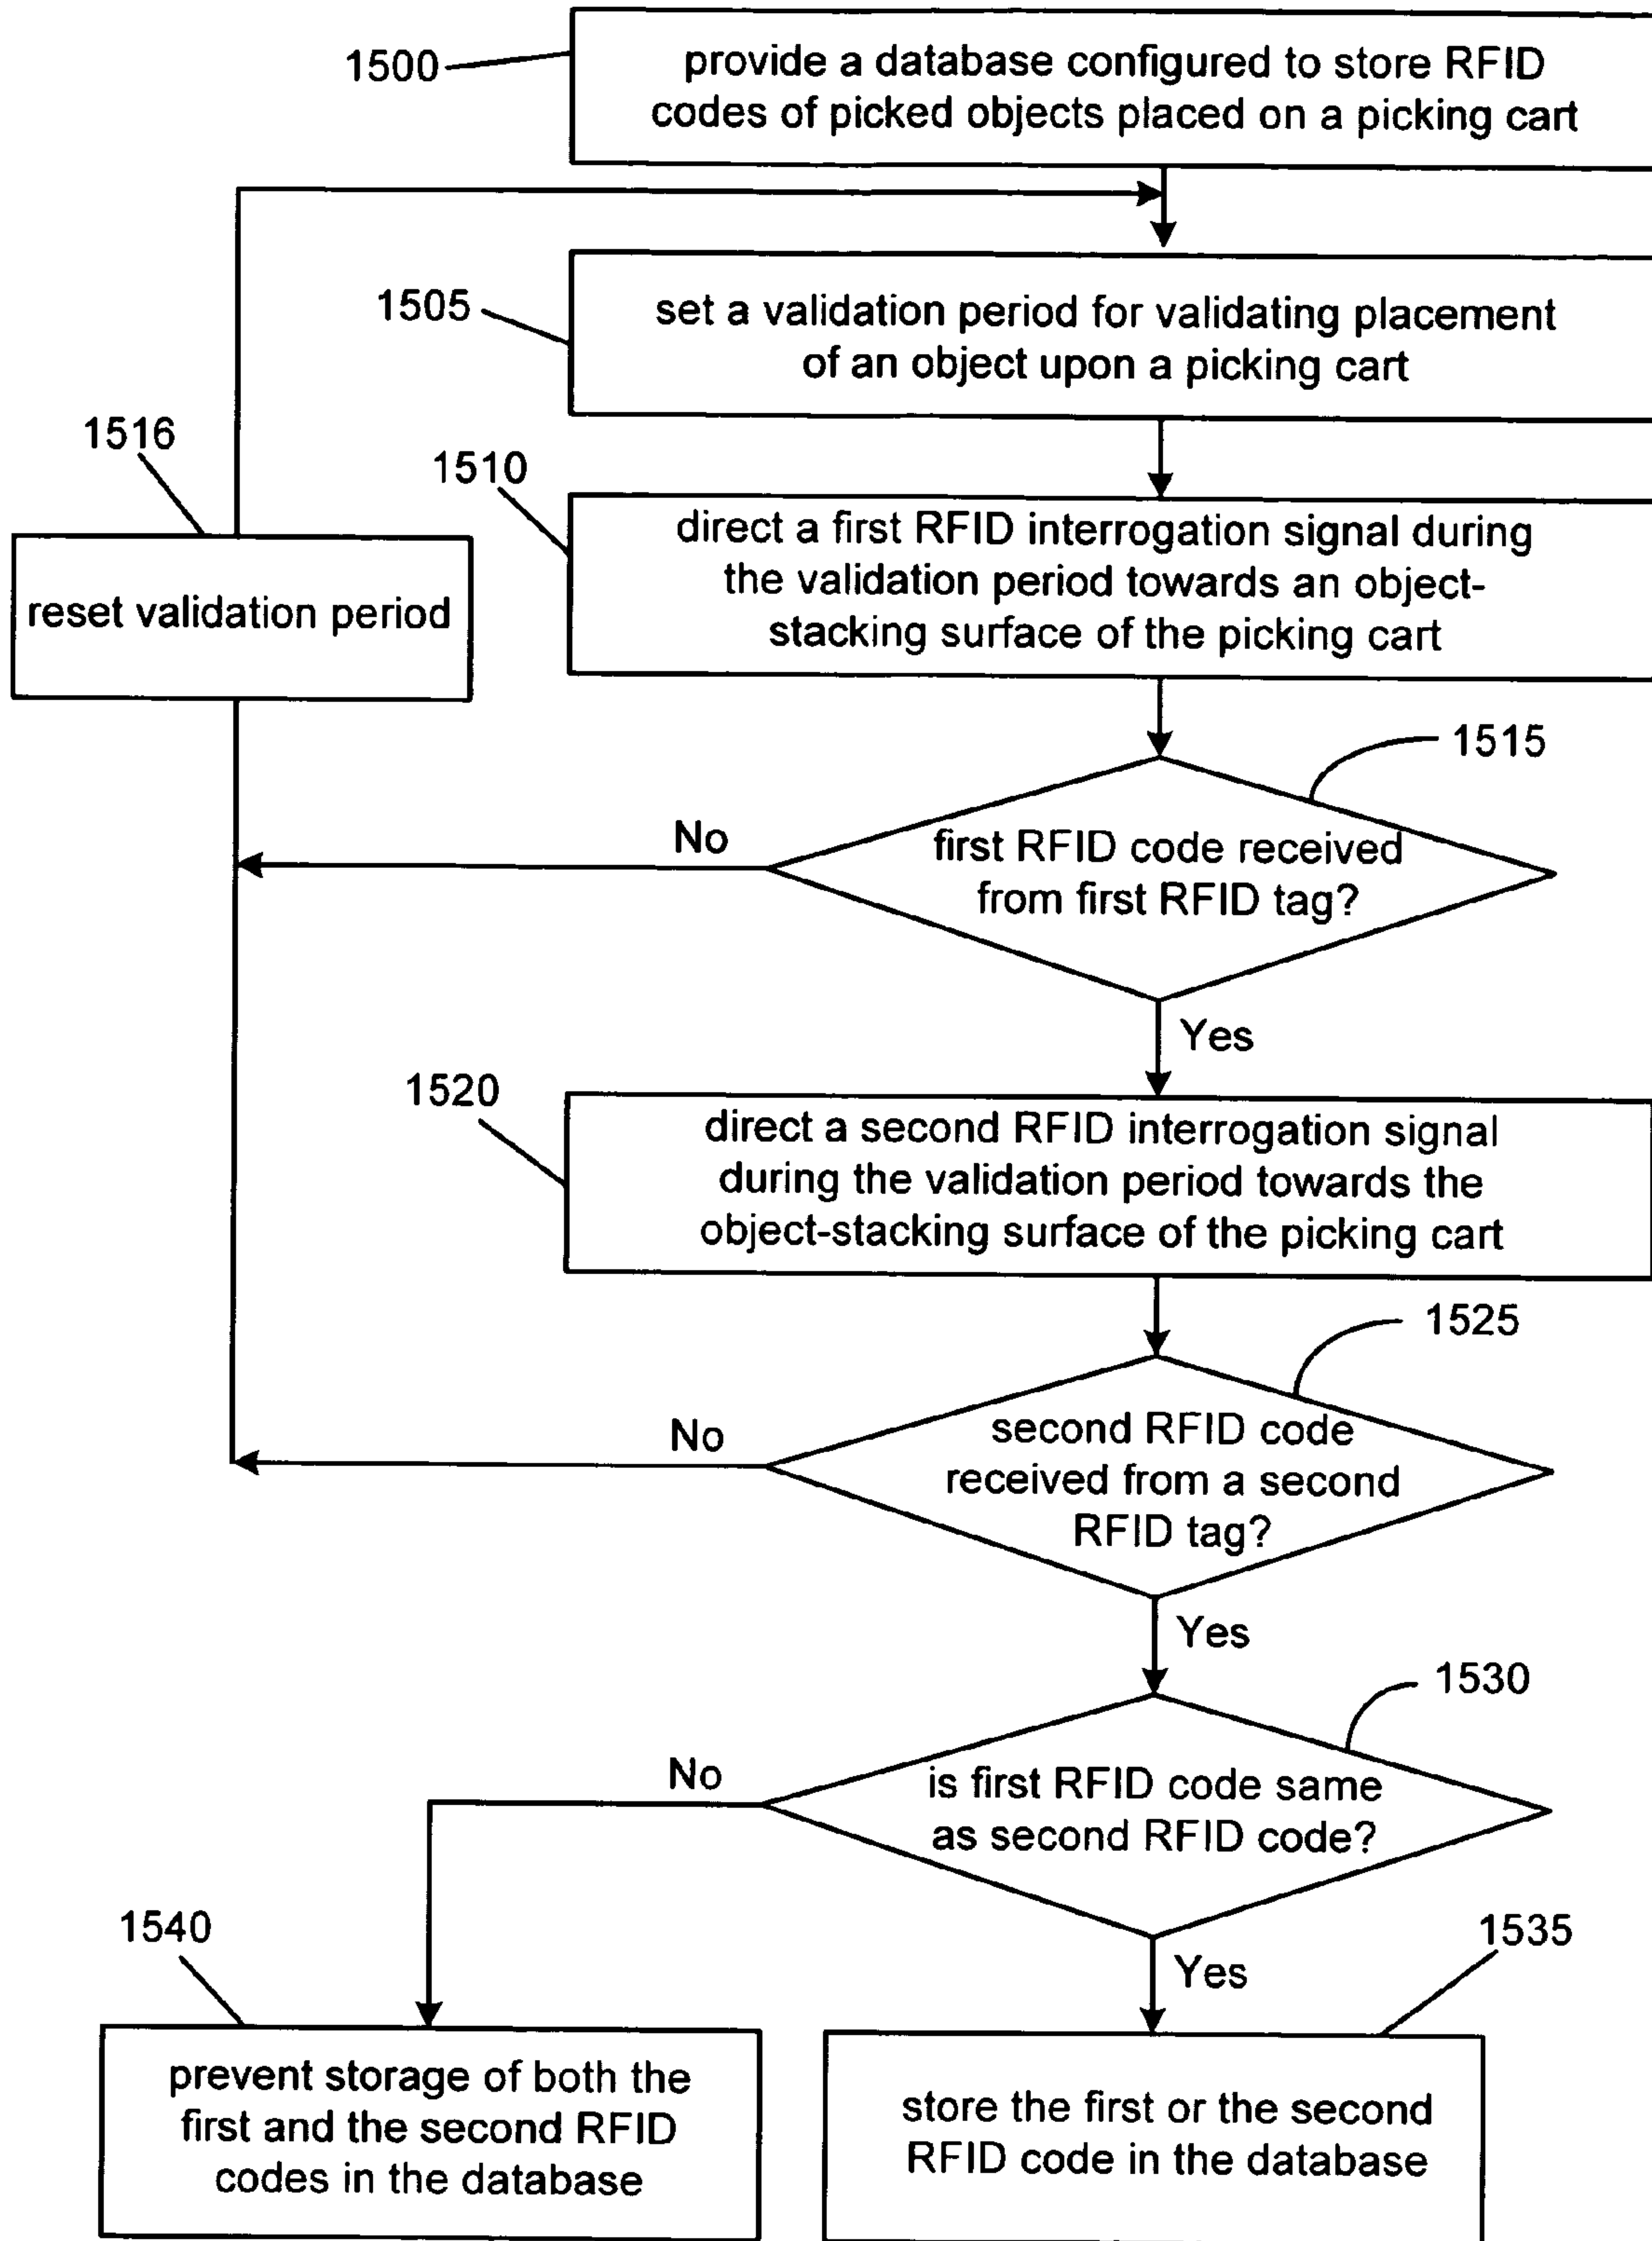 1500
provide a database configured to store RFID
codes of picked objects placed on a picking cart
1505
set a validation period for validating placement
of an object upon a picking cart
1516
reset validation period
1510
direct a first RFID interrogation signal during
the validation period towards an object-
stacking surface of the picking cart
1515
first RFID code received
from first RFID tag?
No
Yes
1520
direct a second RFID interrogation signal
during the validation period towards the
object-stacking surface of the picking cart
1525
second RFID code
received from a second
RFID tag?
No
Yes
1530
is first RFID code same
as second RFID code?
No
Yes
1540
prevent storage of both the
first and the second RFID
codes in the database
1535
store the first or the second
RFID code in the database